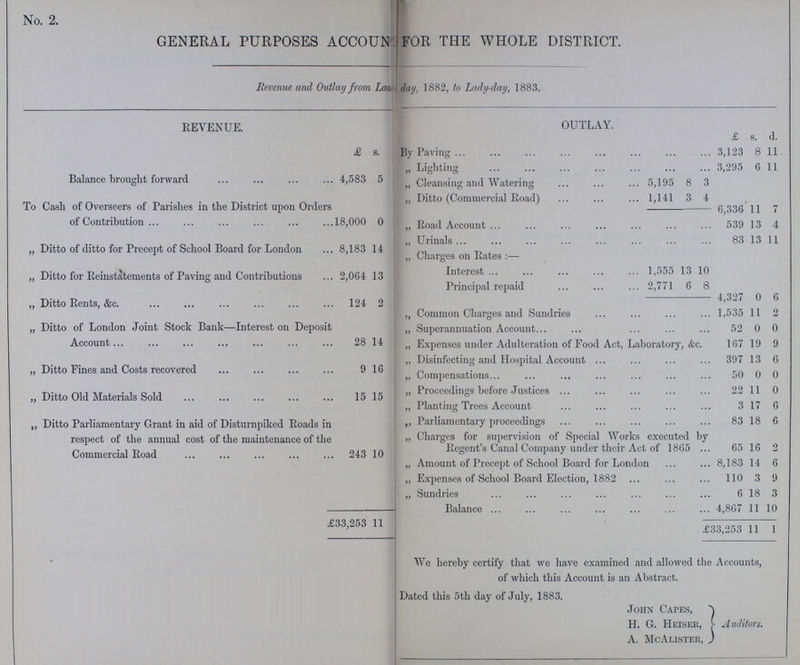 No. 2.
GENERAL PURPOSES ACCOUN FOR THE WHOLE DISTRICT.
Revenue and Outlay from La day, 1882, to Lady-day, 1883.
REVENUE.
£ s.
Balance brought forward ... ... ... ... 4,583 5
To Cash of Overseers of Parishes in the District upon Orders
of Contribution ... ... ... ... ... ...18,000 0
„ Ditto of ditto for Precept of School Board for London ... 8,183 14
„ Ditto for Reinstatements of Paving and Contributions ... 2,064 13
„ Ditto Rents, &c. ... ... ... ... ... ... 124 2
„ Ditto of London Joint Stock Bank—Interest on Deposit
Account ... ... ... ... ... ... ... 28 14
„ Ditto Fines and Costs recovered ... ... ... ... 9 16
„ Ditto Old Materials Sold ... ... ... ... ... 15 15
„ Ditto Parliamentary Grant in aid of Disturnpiked Roads in
respect of the annual cost of the maintenance of the
Commercial Road ... ... ... ... ... 243 10
£33,253 11
OUTLAY.
£ s. d.
By Paving ... ... ... ... ... ... ... ... 3,123 8 11
„ Lighting ... ... ... ... ... ... ... 3,295 6 11
„ Cleansing and Watering ... ... ... 5,195 8 3
„ Ditto (Commercial Road) ... ... ... 1,141 3 4
6,336 11 7
„ Road Account ... ... ... ... ... ... ... 539 13 4
„ Urinals ... ... ... ... ... ... ... ... 83 13 11
„ Charges on Rates :—
Interest ... ... ... ... ... 1,555 13 10
Principal repaid ... ... ... 2,771 6 8
4,327 0 6
„ Common Charges and Sundries ... ... ... ... 1,535 11 2
„ Superannuation Account... ... ... ... ... 52 0 0
„ Expenses under Adulteration of Food Act, Laboratory, &c. 167 19 9
„ Disinfecting and Hospital Account ... ... ... ... 397 13 6
„ Compensations... ... ... ... ... ... ... 50 0 0
„ Proceedings before Justices ... ... ... ... ... 22 11 0
„ Planting Trees Account ... ... ... ... ... 3 17 6
„ Parliamentary proceedings ... ... ... ... ... 83 18 6
„ Charges for supervision of Special Works executed by
Regent's Canal Company under their Act of 1865 ... 65 16 2
„ Amount of Precept of School Board for London ... ... 8,183 14 6
„ Expenses of School Board Election, 1882 ... ... ... 110 3 9
„ Sundries ... ... ... ... ... ... ... 6 18 3
Balance ... ... ... ... ... ... ... 4,867 11 10
£33,253 11 1
We hereby certify that we have examined and allowed the Accounts,
of which this Account is an Abstract.
Dated this 5th day of July, 1883.
JOHN CAPES,
H. G. HEISER, } Auditors.
A. MCALISTER,